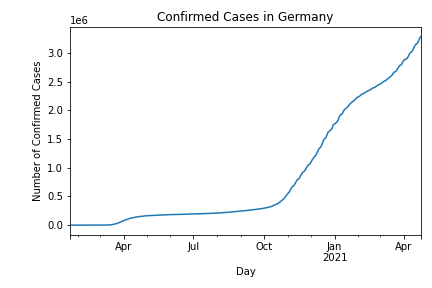 Confirmed Cases in Germany
1e6
3.0
2.5
2.0
1.5
1.0
0.5
0.0
Number of Confirmed Cases
Apr Jul Oct Jan Apr
2021
Day